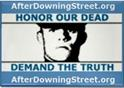 AfterDowningStreet.org
HONOR OUR DEAD
DEMAND THE TRUTH
AfterDowningStreet.org